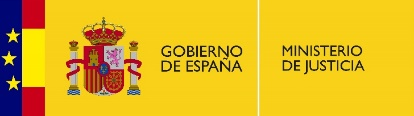 GOBIERNO
DE ESPAÑA
MINISTERIO
DE JUSTICIA